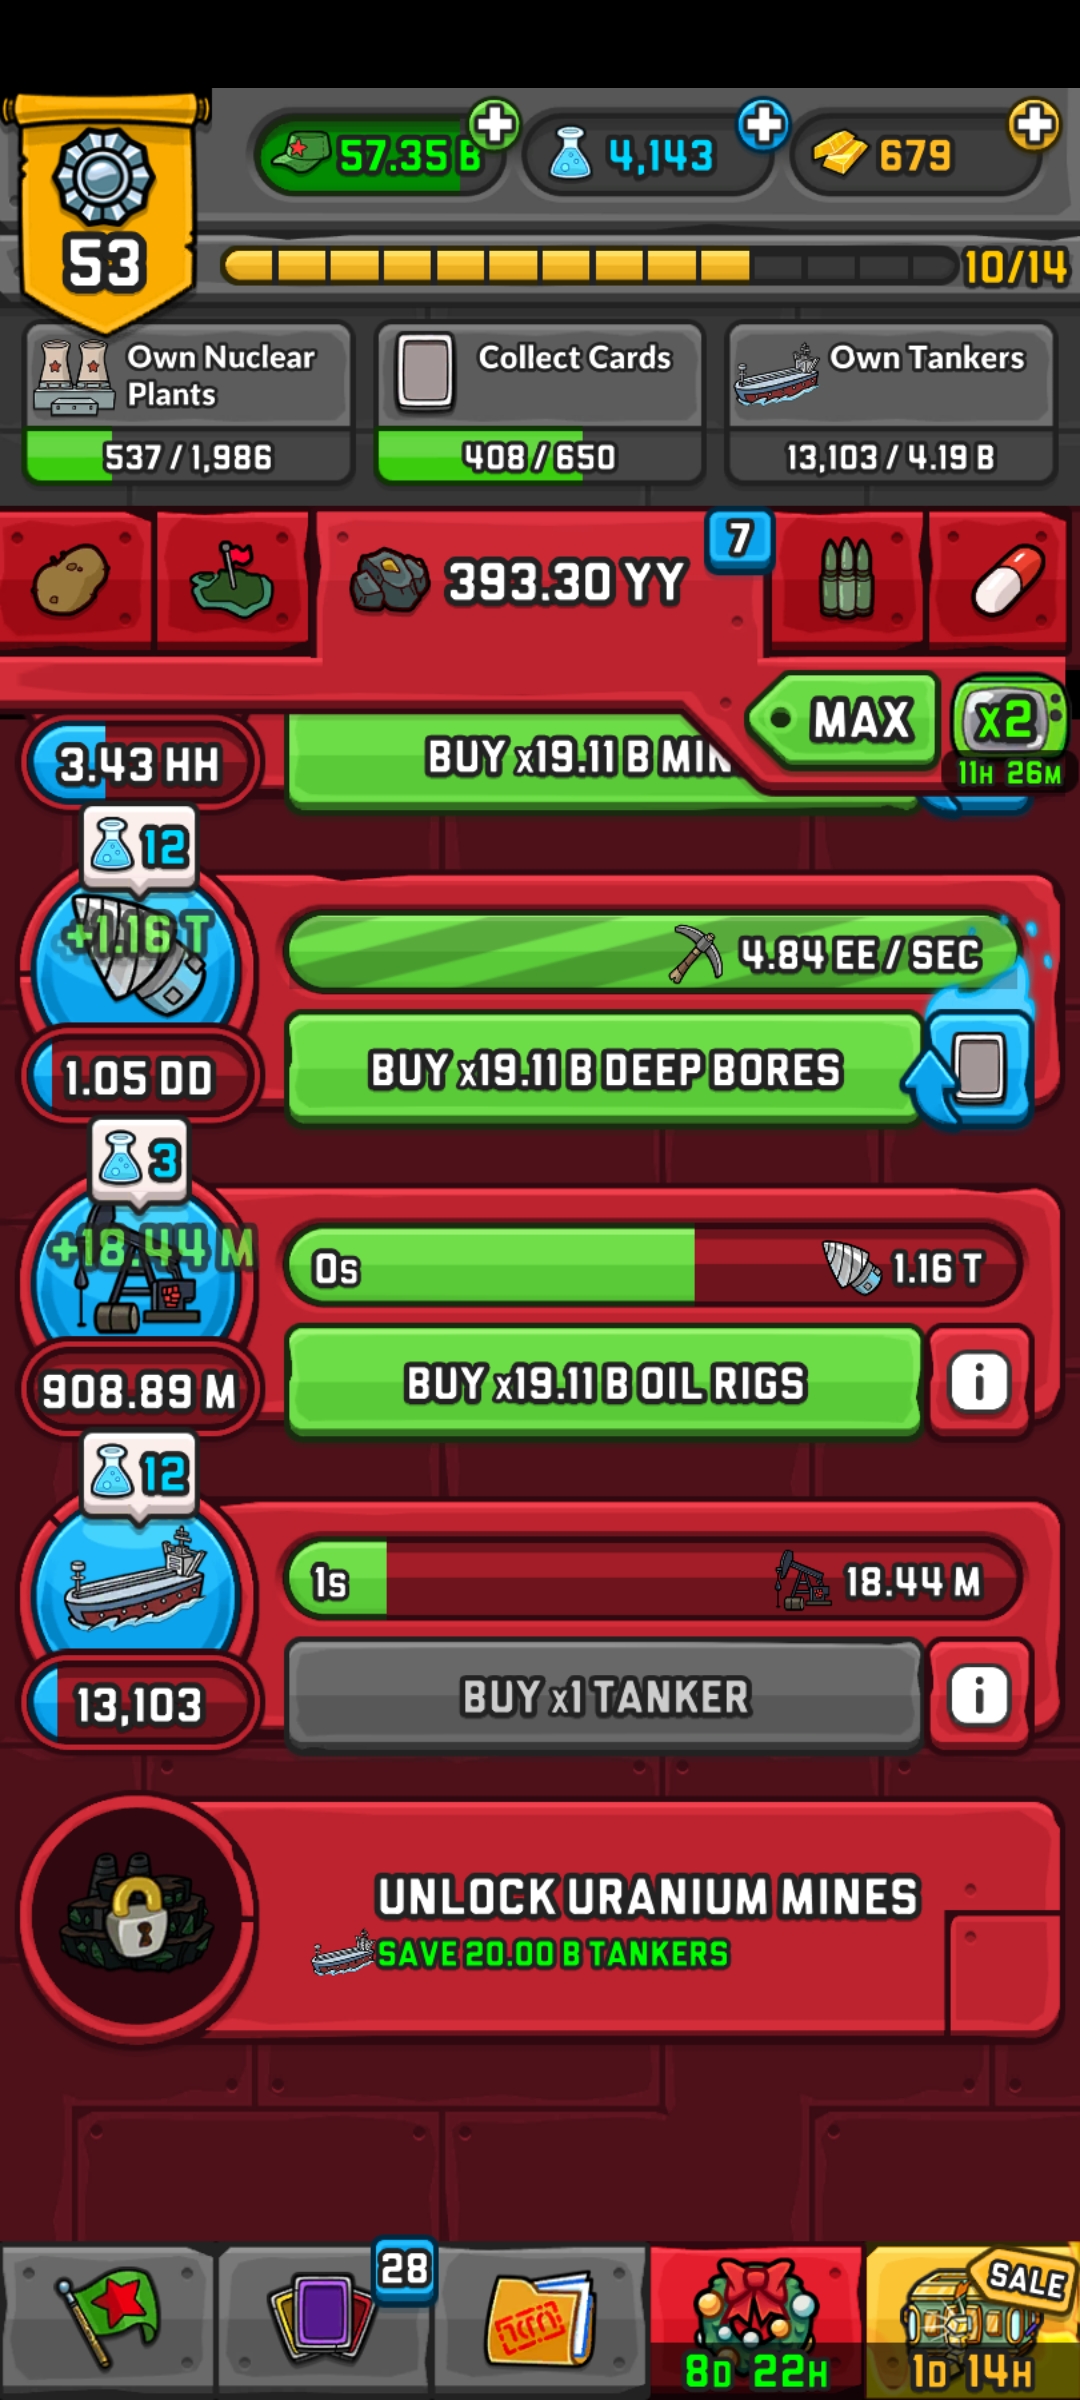 57.35 B
4,143
679
53
10/14
Own Nuclear
Plants
537 / 1,986
Collect Cards
408 / 650
Own Tankers
13,103 / 4.19 B
393.30 YY
7
MAX
x2
11H 26M
3.43 HH
BUY x19.11 B MIN
12
+1.16 T
4.84 EE / SEC
1.05 DD
BUY x19.11 B DEEP BORES
3
+18.44 M
0s
1.16 T
908.89 M
BUY x19.11 B OIL RIGS
i
12
1s
18.44 M
13,103
BUY x1 TANKER
i
UNLOCK URANIUM MINES
SAVE 20.00 B TANKERS
28
8D 22H
SALE
1D 14H